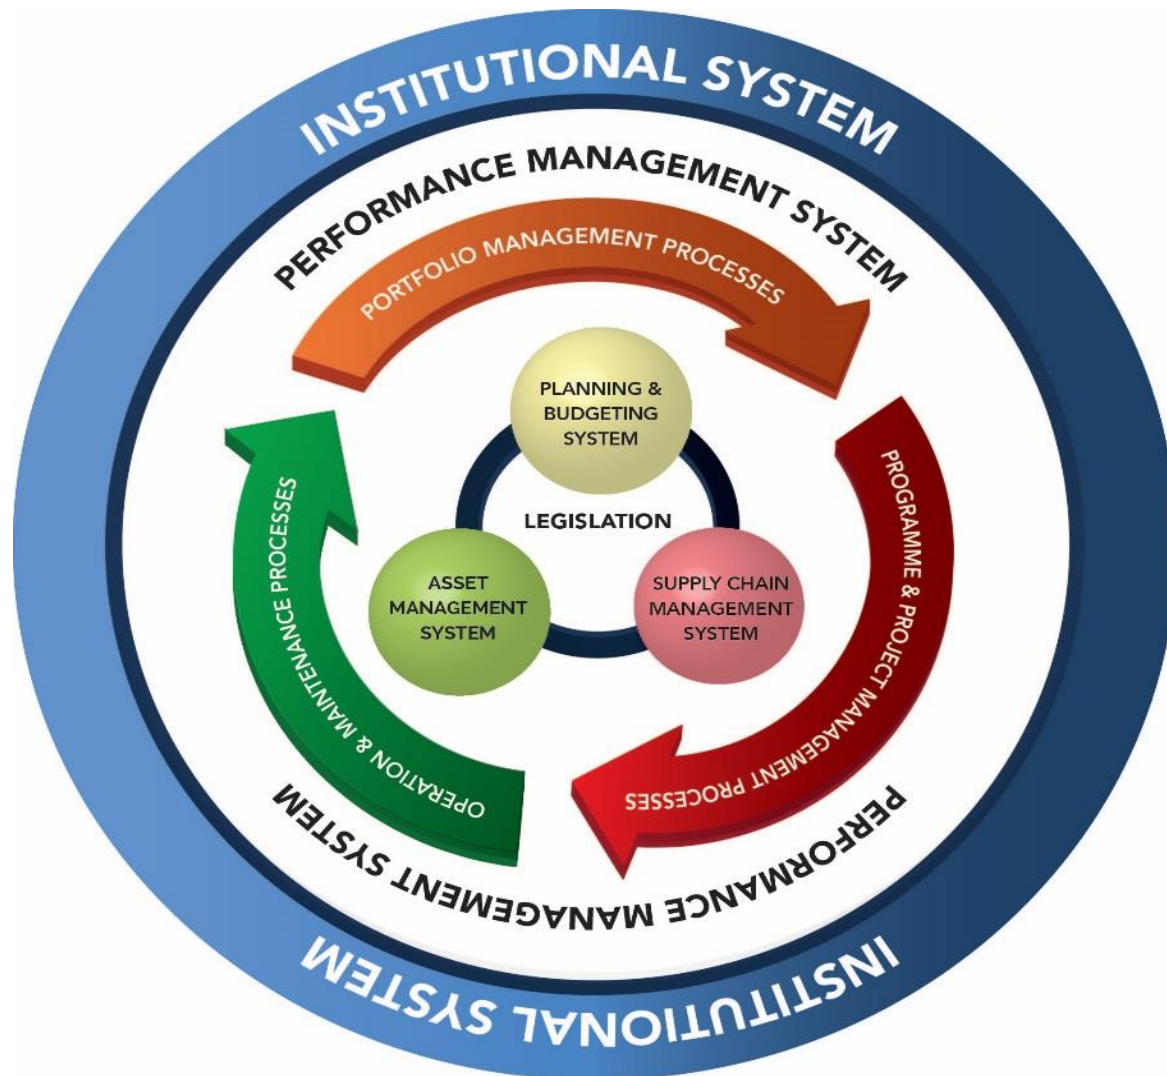 INSTITUTIONAL SYSTEM
PERFORMANCE MANAGEMENT SYSTEM
PORTFOLIO MANAGEMENT PROCESSES
PLANNING &
BUDGETING
SYSTEM
LEGISLATION
ASSET
MANAGEMENT
SYSTEM
SUPPLY CHAIN
MANAGEMENT
SYSTEM
PROGRAMME & PROJECT MANAGEMENT PROCESSES
OPERATION & MAINTENANCE PROCESSES
PERFORMANCE MANAGEMENT SYSTEM
INSTITUTIONAL SYSTEM